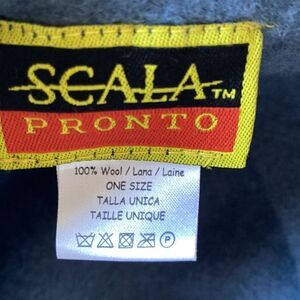 SCALA™
PRONTO
100% Wool / Lana / Laine
ONE SIZE
TALLA UNICA
TAILLE UNIQUE
P